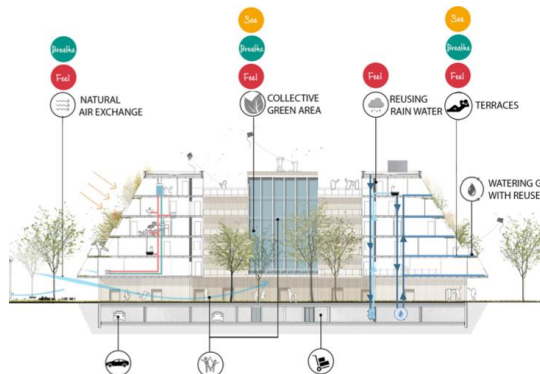 See
See
Breathe
Breathe
Breathe
Feel
Feel
Feel
Feel
NATURAL
AIR EXCHANGE
COLLECTIVE
GREEN AREA
REUSING
RAIN WATER
TERRACES
WATERING G
WITH REUSE